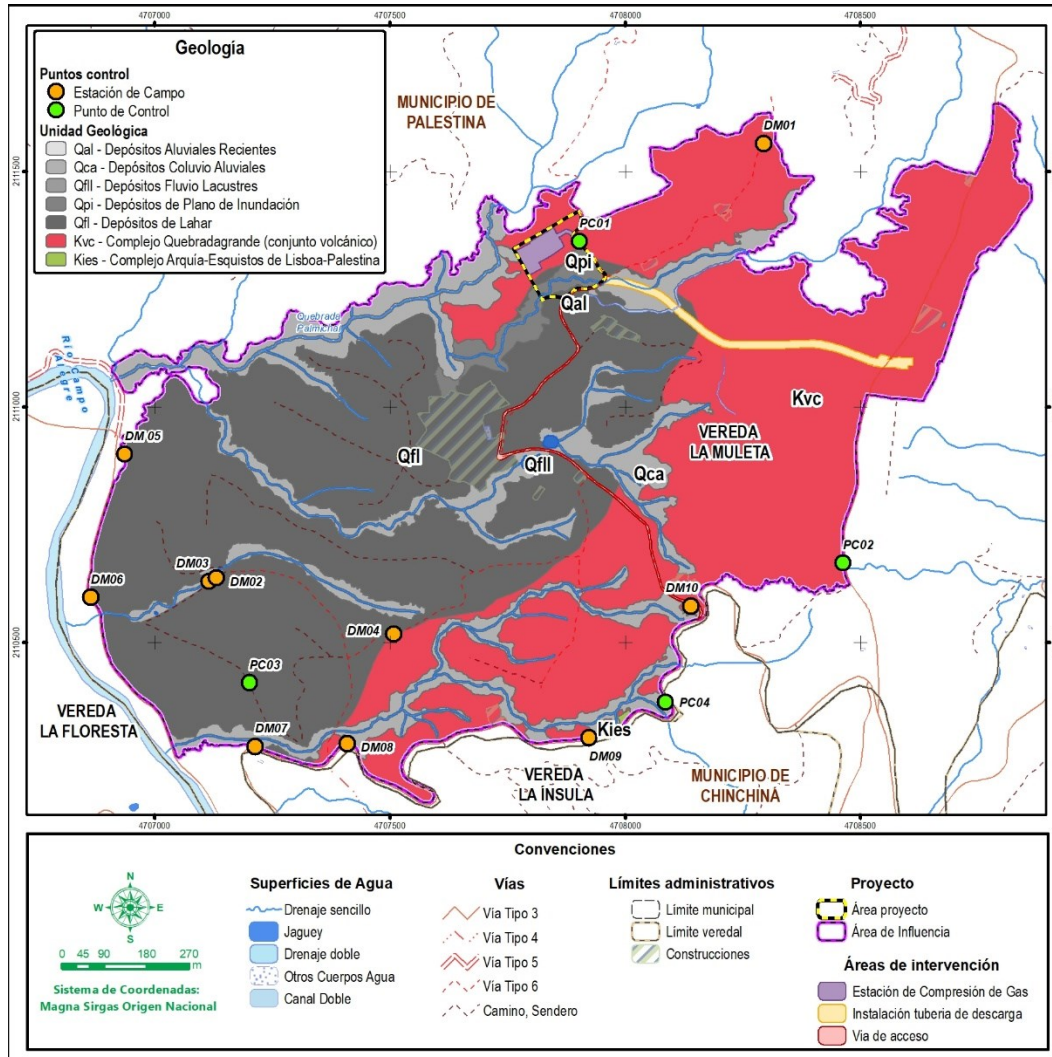 4707000
4707500
4708000
4708500
Geología
Puntos control
Estación de Campo
Punto de Control
Unidad Geológica
Qal - Depósitos Aluviales Recientes
Qca - Depósitos Coluvio Aluviales
Qfll - Depósitos Fluvio Lacustres
Qpi - Depósitos de Plano de Inundación
Qfl - Depósitos de Lahar
Kvc - Complejo Quebradagrande (conjunto volcánico)
Kies - Complejo Arquía-Esquistos de Lisboa-Palestina
MUNICIPIO DE
PALESTINA
DM01
2111500
2111500
PC01
Qpi
Qal
Quebrada
Palmichal
Río Campo
Alegre
2111000
2111000
Kvc
VEREDA
LA MULETA
DM 05
Qfl
Qfll
Qca
PC02
DM03
DM02
DM06
DM10
DM04
2110500
2110500
PC03
PC04
VEREDA
LA FLORESTA
DM07
DM08
Kies
DM09
VEREDA
LA ÍNSULA
MUNICIPIO DE
CHINCHINÁ
4707000
4707500
4708000
4708500
Convenciones
N
W
E
S
0 45 90 180 270
m
Sistema de Coordenadas:
Magna Sirgas Origen Nacional
Superficies de Agua
Drenaje sencillo
Jaguey
Drenaje doble
Otros Cuerpos Agua
Canal Doble
Vías
Vía Tipo 3
Vía Tipo 4
Vía Tipo 5
Vía Tipo 6
Camino, Sendero
Límites administrativos
Límite municipal
Límite veredal
Construcciones
Proyecto
Área proyecto
Área de Influencia
Áreas de intervención
Estación de Compresión de Gas
Instalación tuberia de descarga
Via de acceso